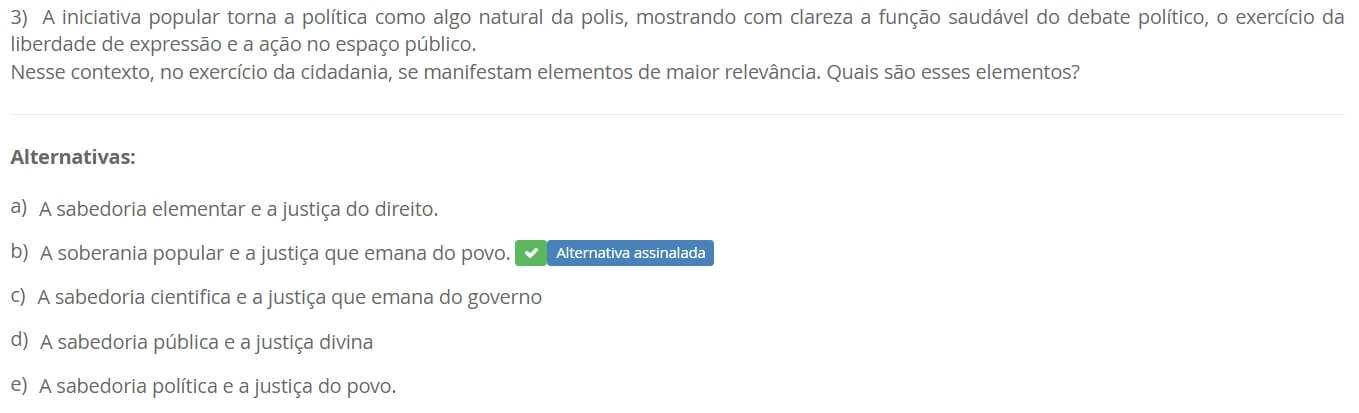 3) A iniciativa popular torna a política como algo natural da polis, mostrando com clareza a função saudável do debate político, o exercício da
liberdade de expressão e a ação no espaço público.
Nesse contexto, no exercício da cidadania, se manifestam elementos de maior relevância. Quais são esses elementos?
Alternativas:
a) A sabedoria elementar e a justiça do direito.
b) A soberania popular e a justiça que emana do povo. Alternativa assinalada
c) A sabedoria cientifica e a justiça que emana do governo
d) A sabedoria pública e a justiça divina
e) A sabedoria política e a justiça do povo.